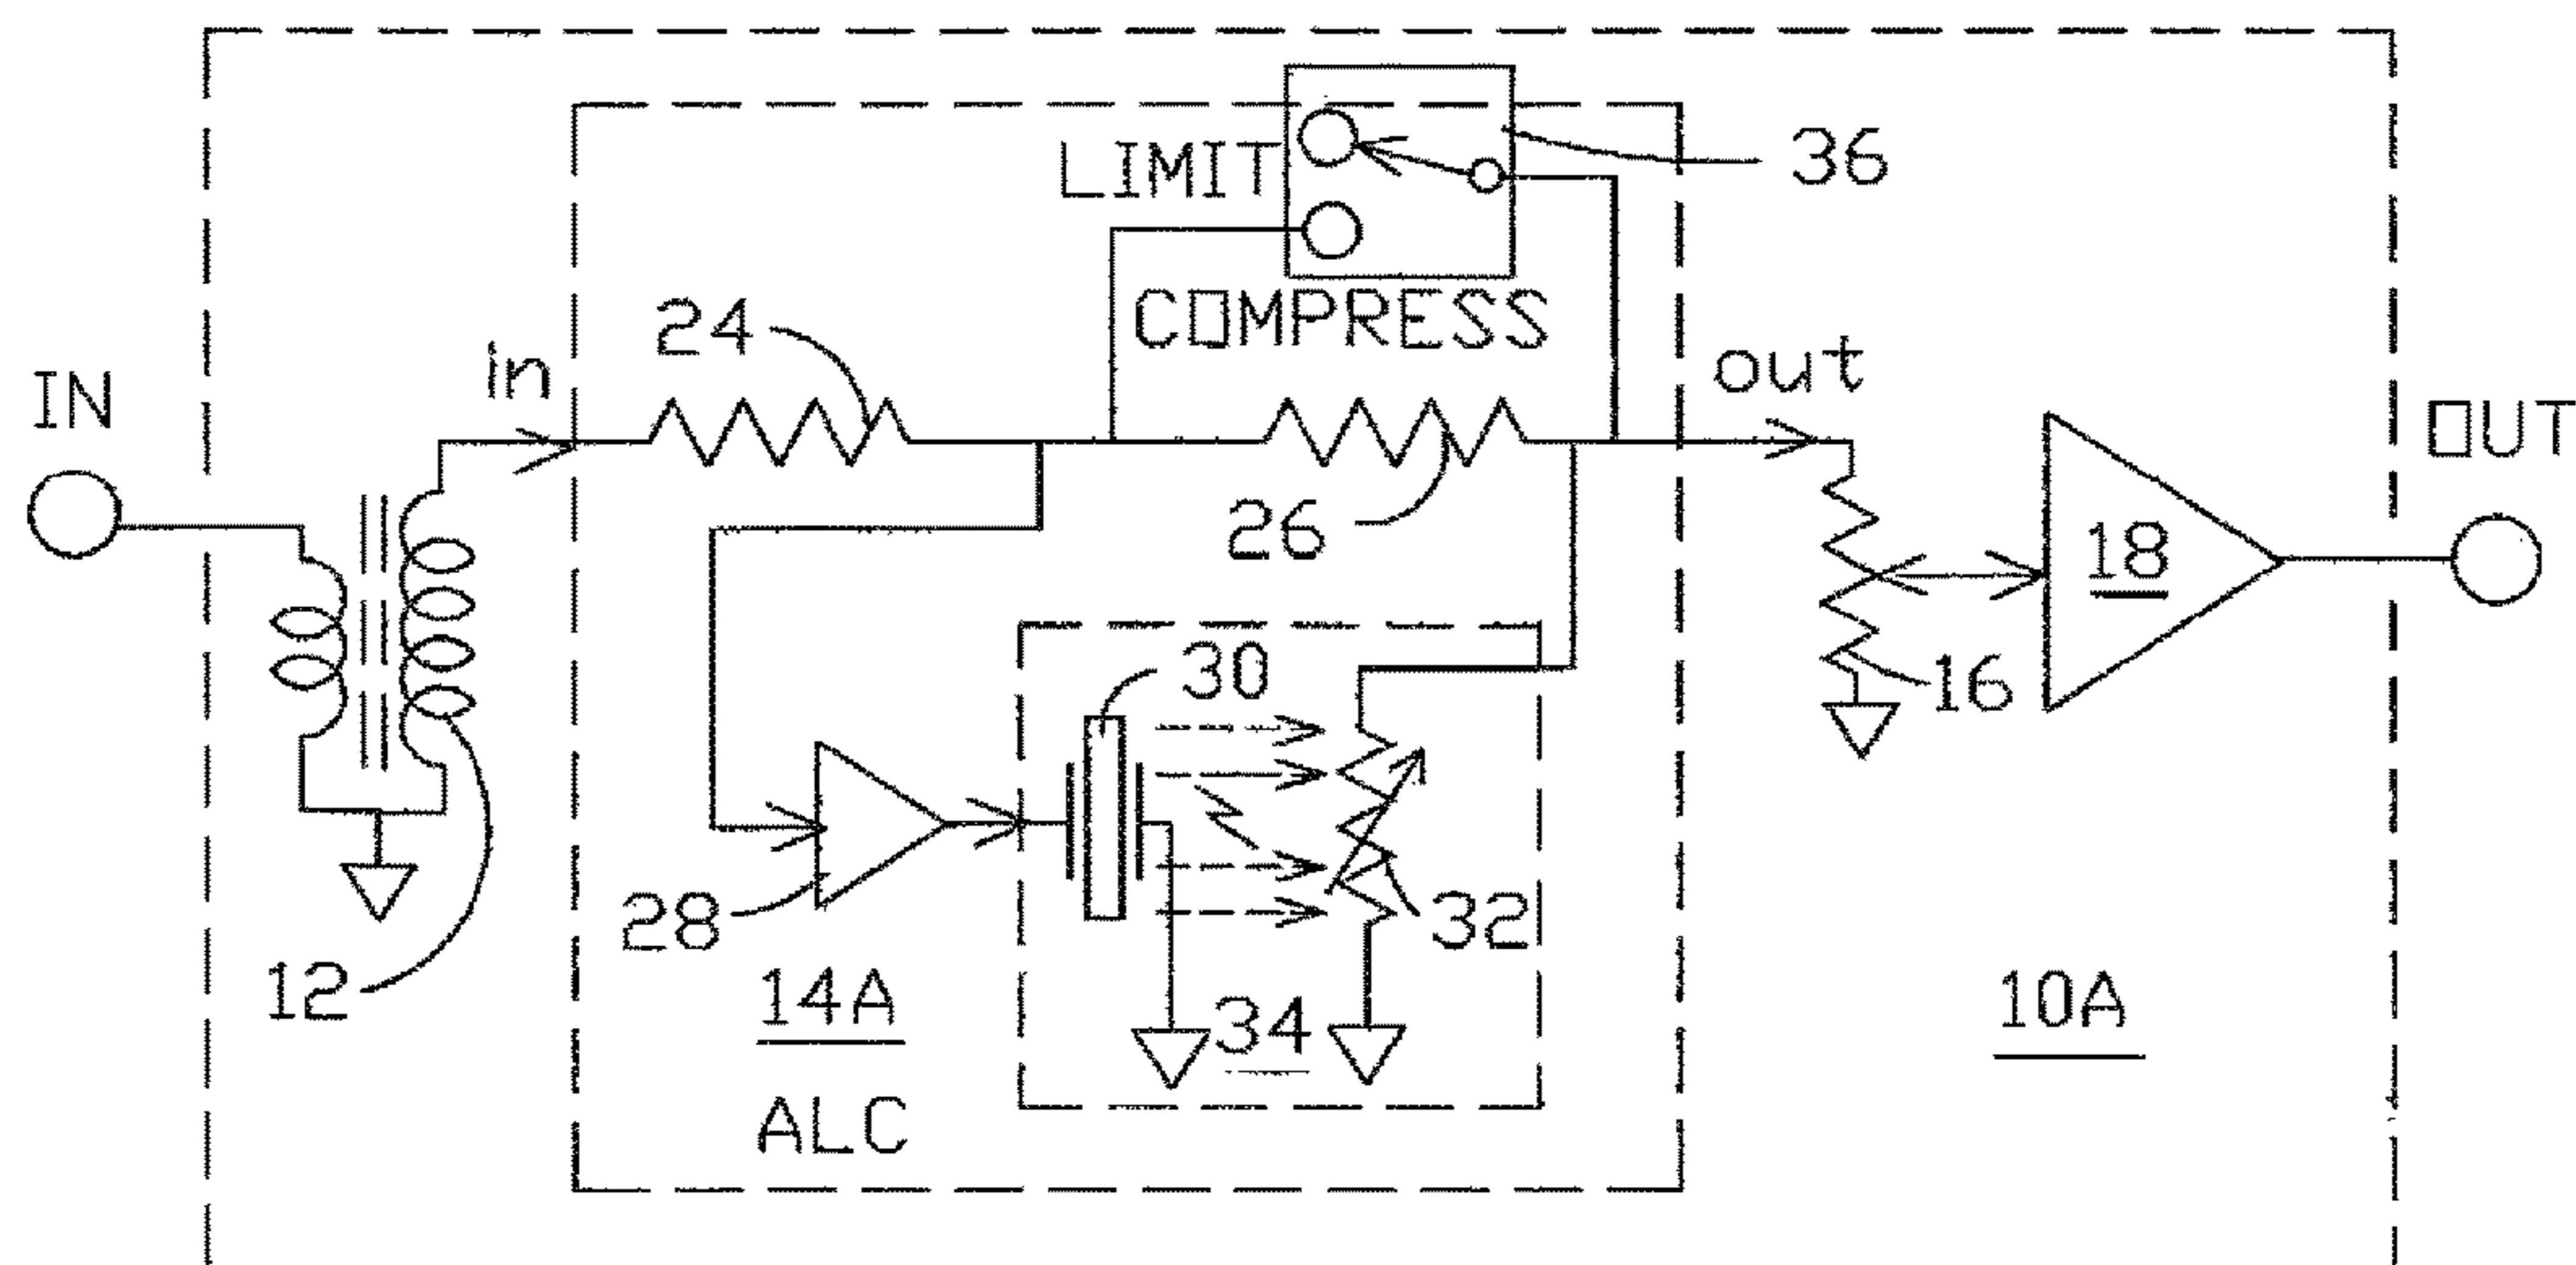 LIMIT
36
COMPRESS
24
in
out
IN
OUT
26
18
30
16
28
32
12
14A
34
10A
ALC